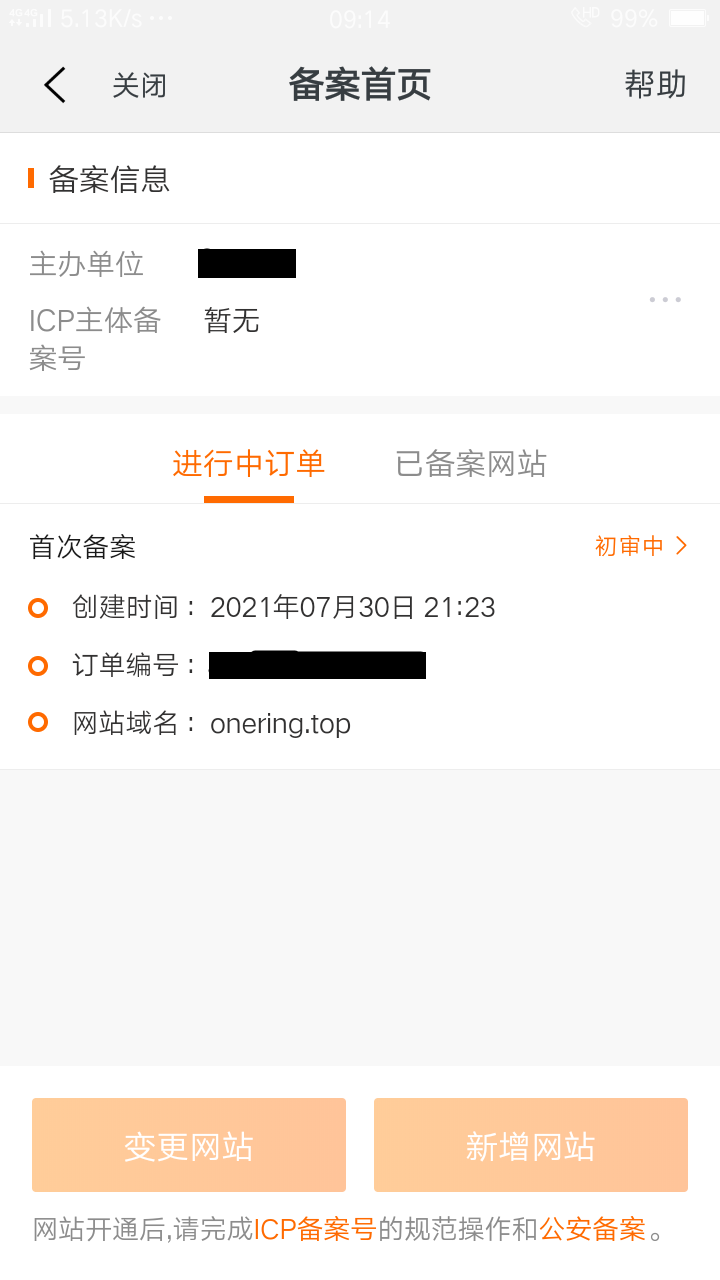 4G 4G 5.13K/s ··· 09:14 HD 99%
关闭 备案首页 帮助
备案信息
主办单位
ICP主体备 暂无
案号
进行中订单 已备案网站
首次备案 初审中
创建时间： 2021年07月30日 21:23
订单编号：
网站域名： onering.top
变更网站 新增网站
网站开通后,请完成ICP备案号的规范操作和公安备案。